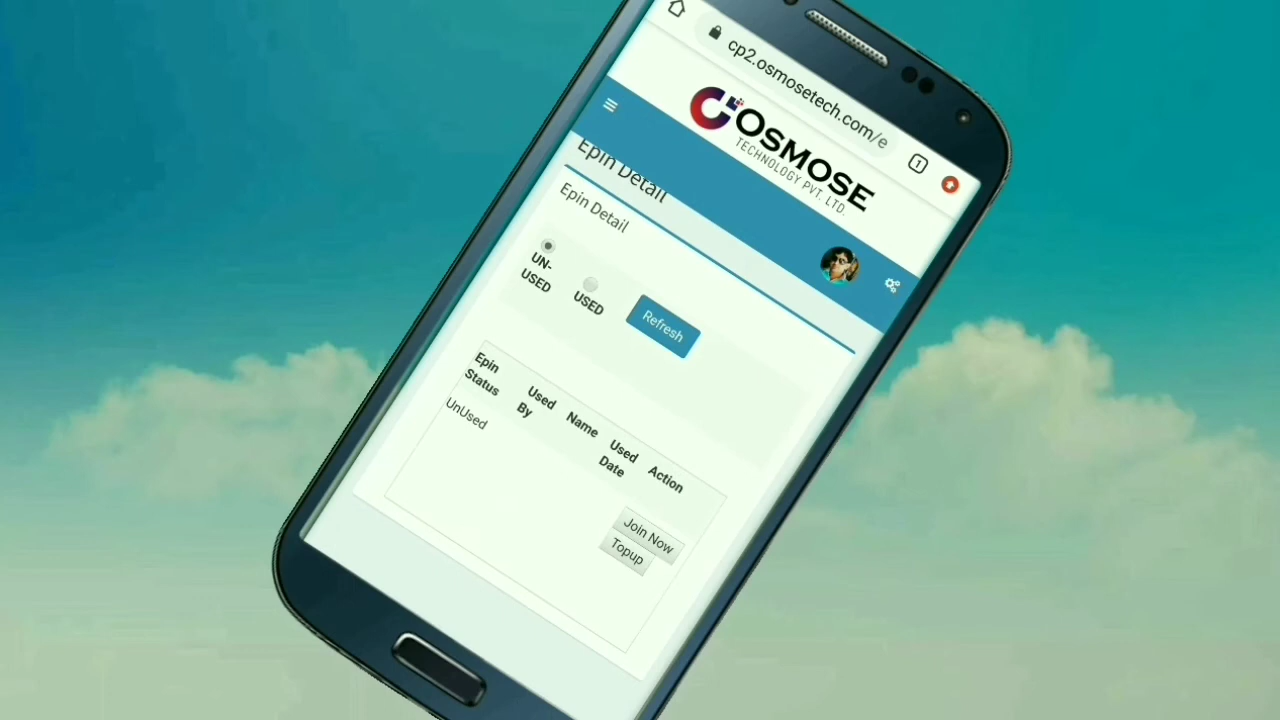 cp2.osmosetech.com/e
1
OSMOSE
TECHNOLOGY PVT. LTD.
Epin Detail
Epin Detail
UN-
USED
USED
Refresh
Epin
Status
Used
By
Name
Used
Date
Action
UnUsed
Join Now
Topup